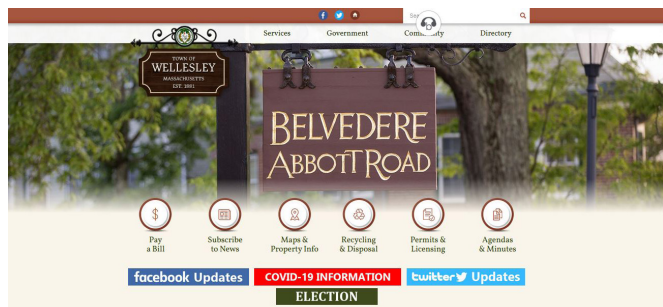 Services Government Community Directory
TOWN OF
WELLESLEY
MASSACHUSETTS
EST. 1881
BELVEDERE
ABBOTT ROAD
Pay
a Bill
Subscribe
to News
Maps &
Property Info
Recycling
& Disposal
Permits &
Licensing
Agendas
& Minutes
facebook Updates
COVID-19 INFORMATION
twitter Updates
ELECTION